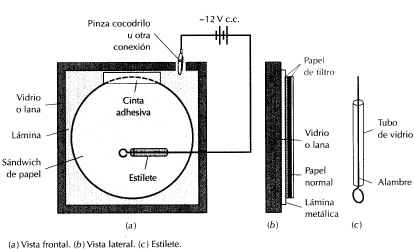 Pinza cocodrilo
u otra
conexión
~12 V c.c.
Vidrio
o lana
Lámina
Sándwich
de papel
Cinta
adhesiva
Estilete
(a)
Papel
de filtro
Vidrio
o lana
Papel
normal
Lámina
metálica
(b)
Tubo
de vidrio
Alambre
(c)
(a) Vista frontal. (b) Vista lateral. (c) Estilete.